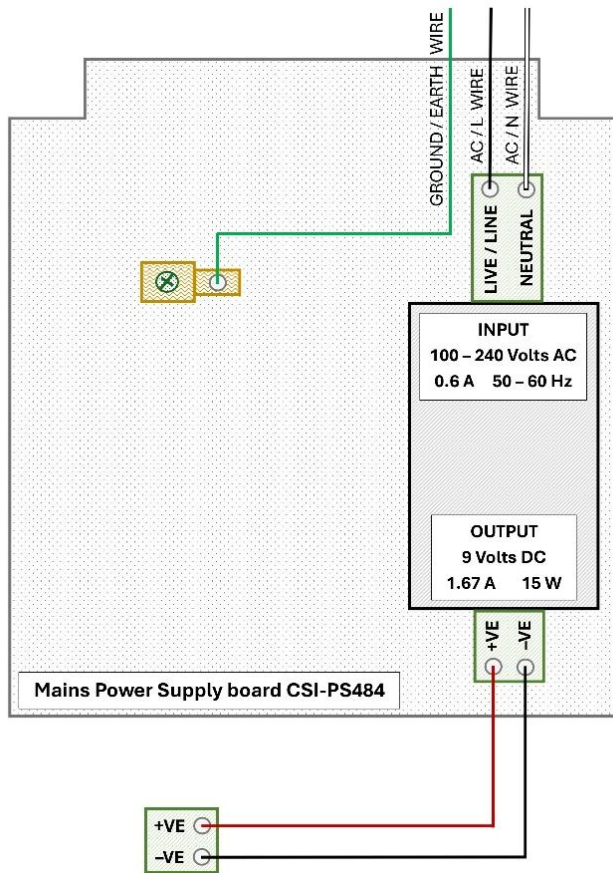 GROUND / EARTH WIRE
AC / L WIRE
AC / N WIRE
LIVE / LINE
NEUTRAL
INPUT
100 – 240 Volts AC
0.6 A 50 – 60 Hz
OUTPUT
9 Volts DC
1.67 A 15 W
+VE
–VE
Mains Power Supply board CSI-PS484
+VE
–VE